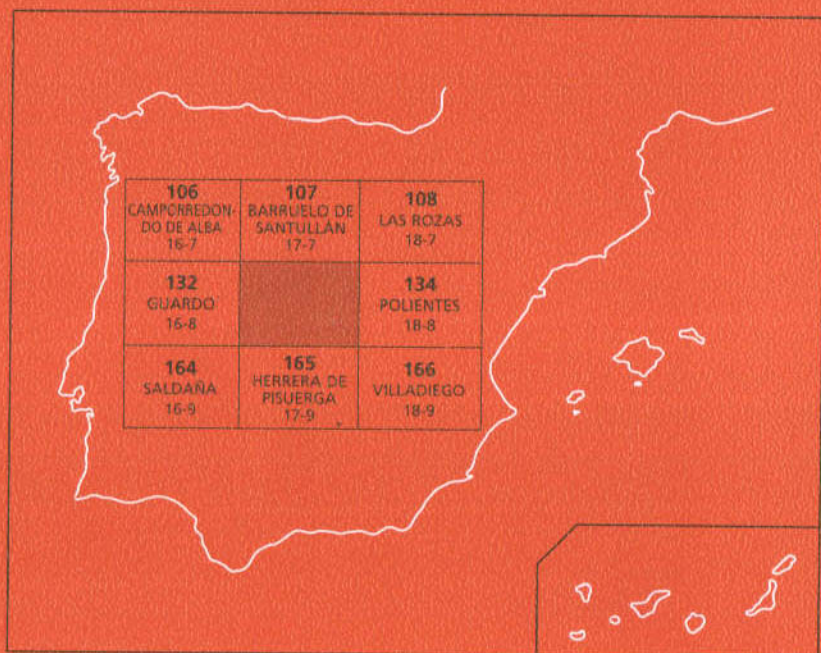 106
CAMPORREDON-
DO DE ALBA
16-7
107
BARRUELO DE
SANTULLÁN
17-7
108
LAS ROZAS
18-7
132
GUARDO
16-8
134
POLIENTES
18-8
164
SALDAÑA
16-9
165
HERRERA DE
PISUERGA
17-9
166
VILLADIEGO
18-9